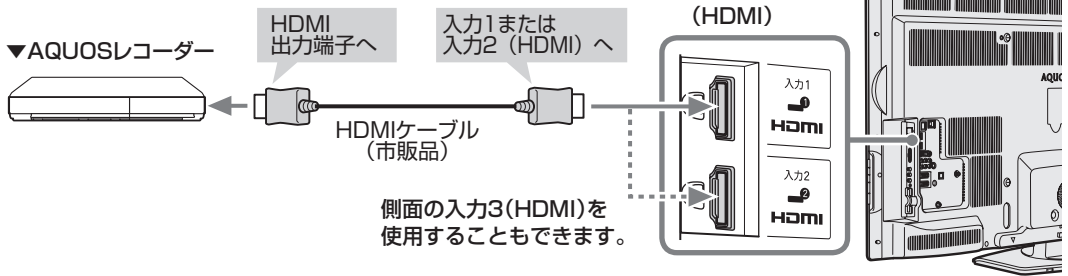 ▼AQUOSレコーダー
HDMI
出力端子へ
入力1または
入力2（HDMI）へ
HDMIケーブル
（市販品）
側面の入力3(HDMI)を
使用することもできます。
(HDMI)
入力1
1
HDMI
入力2
2
HDMI
AQUO